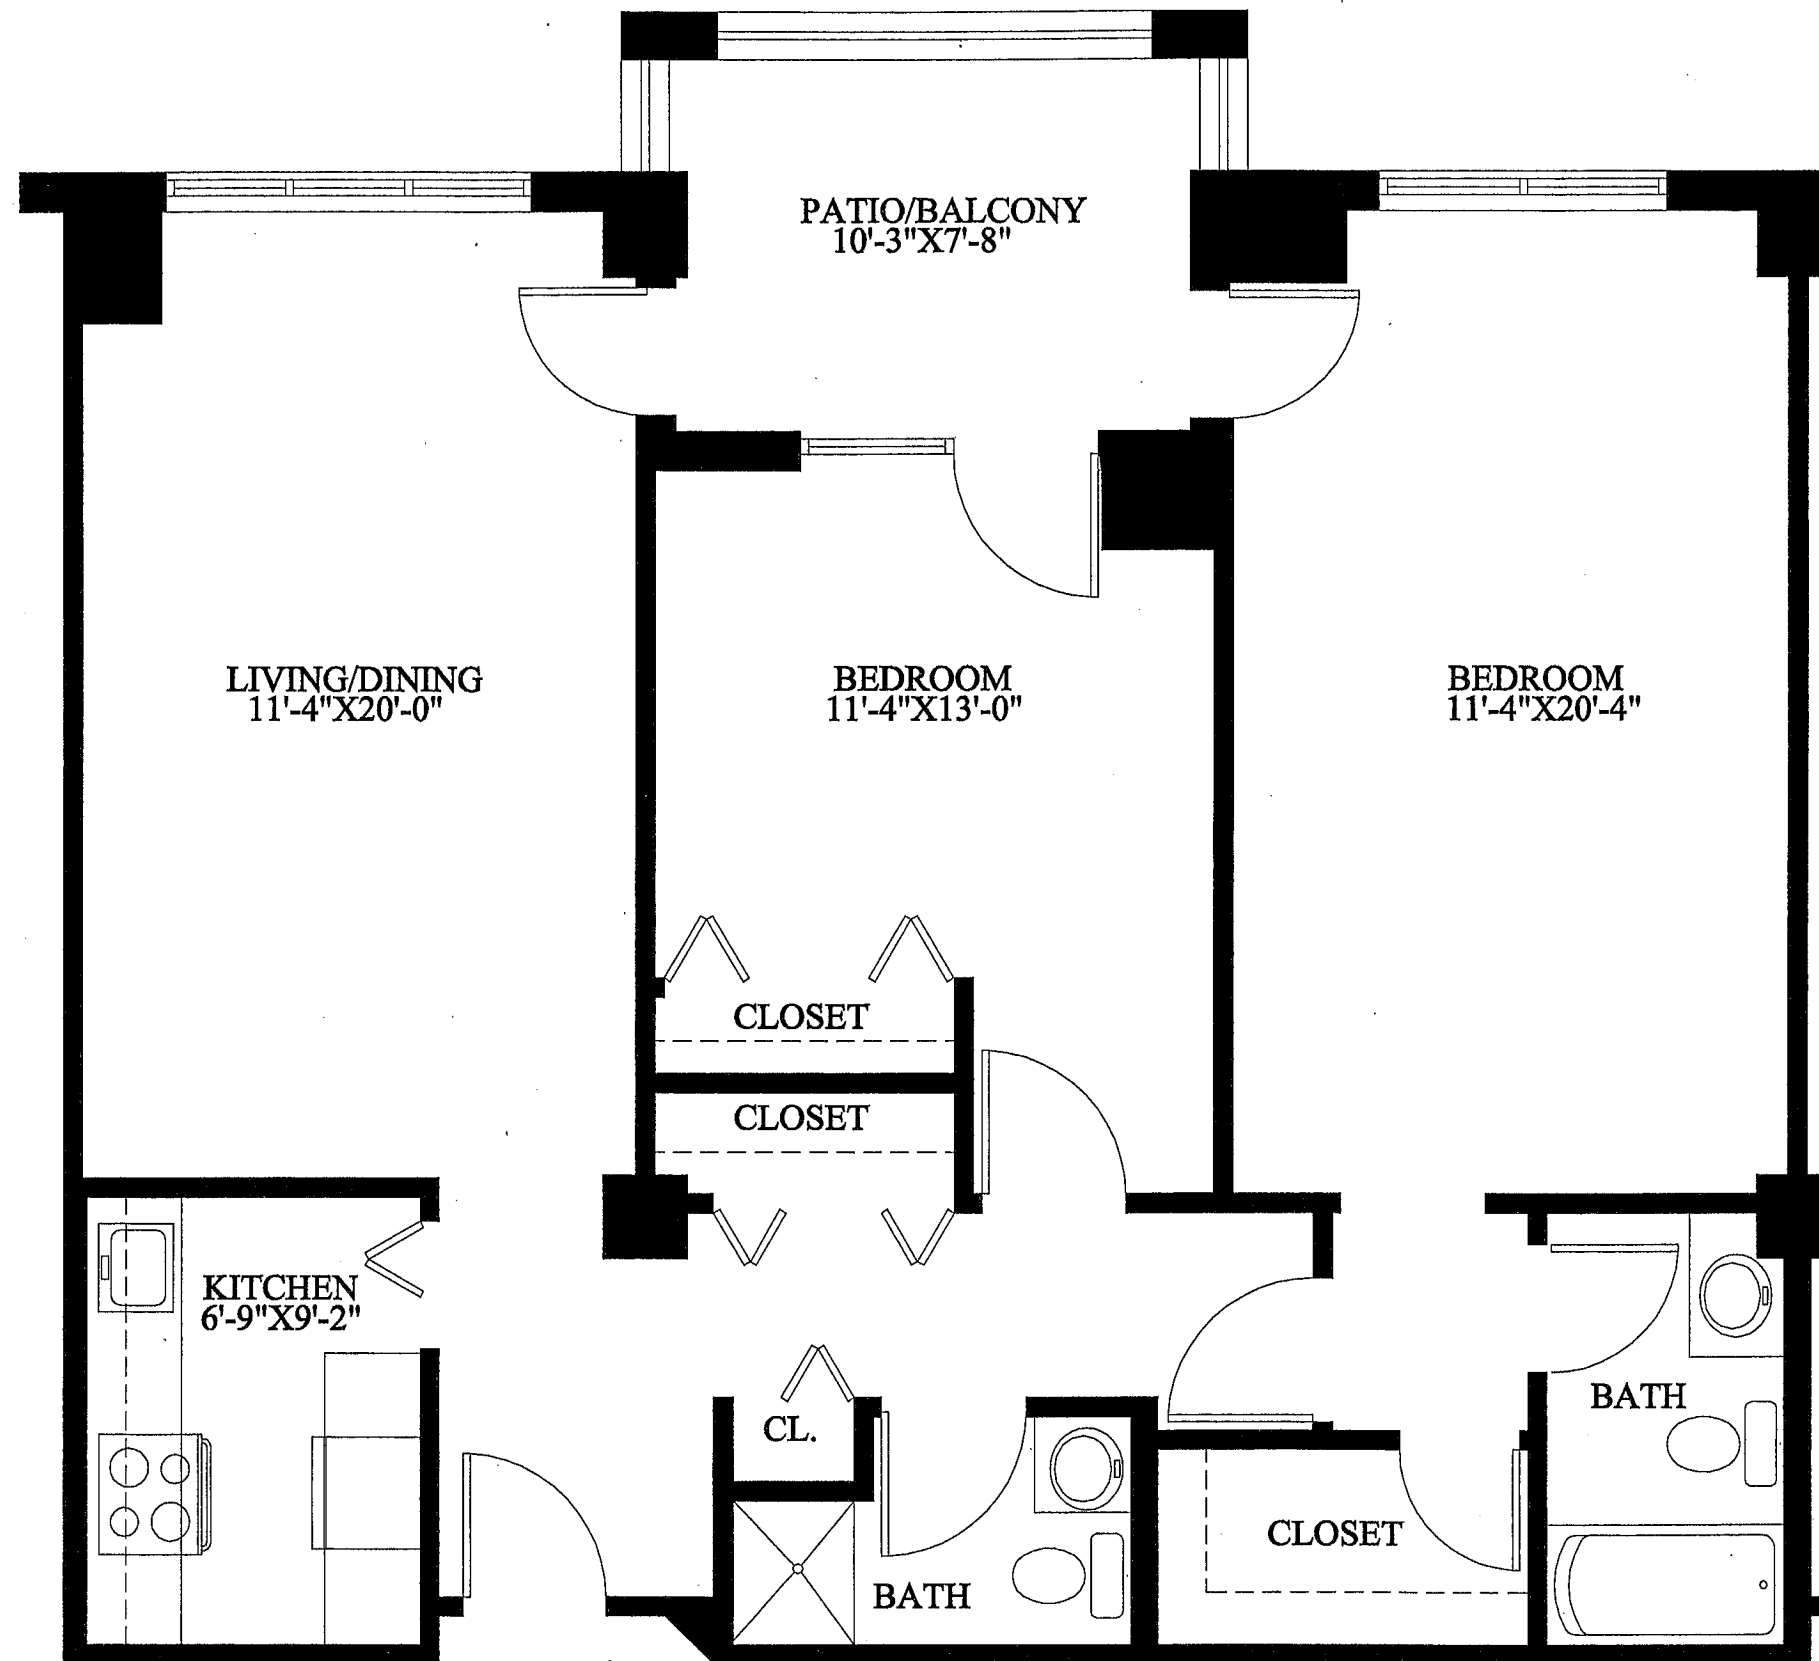 PATIO/BALCONY
10'-3"X7'-8"
LIVING/DINING
11'-4"X20'-0"
BEDROOM
11'-4"X13'-0"
BEDROOM
11'-4"X20'-4"
CLOSET
CLOSET
KITCHEN
6'-9"X9'-2"
CL.
BATH
BATH
CLOSET